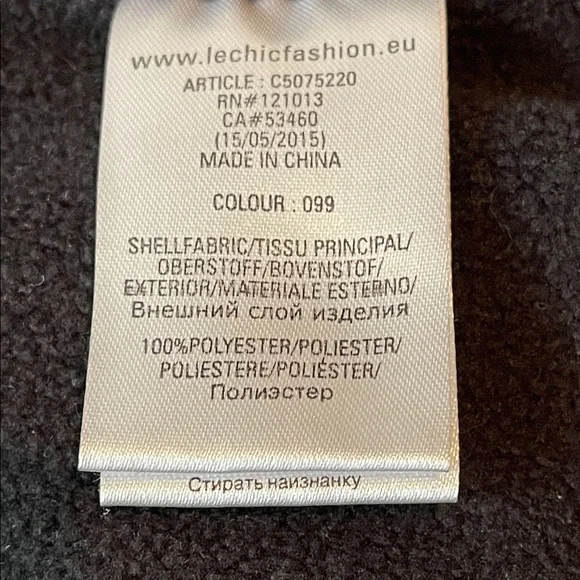 www.lechicfashion.eu
ARTICLE : C5075220
RN#121013
CA#53460
(15/05/2015)
MADE IN CHINA
COLOUR : 099
SHELLFABRIC/TISSU PRINCIPAL/
OBERSTOFF/BOVENSTOF/
EXTERIOR/MATERIALE ESTERNO/
Внешний слой изделия
100%POLYESTER/POLIESTER/
POLIESTERE/POLIÉSTER/
Полиэстер
Стирать наизнанку